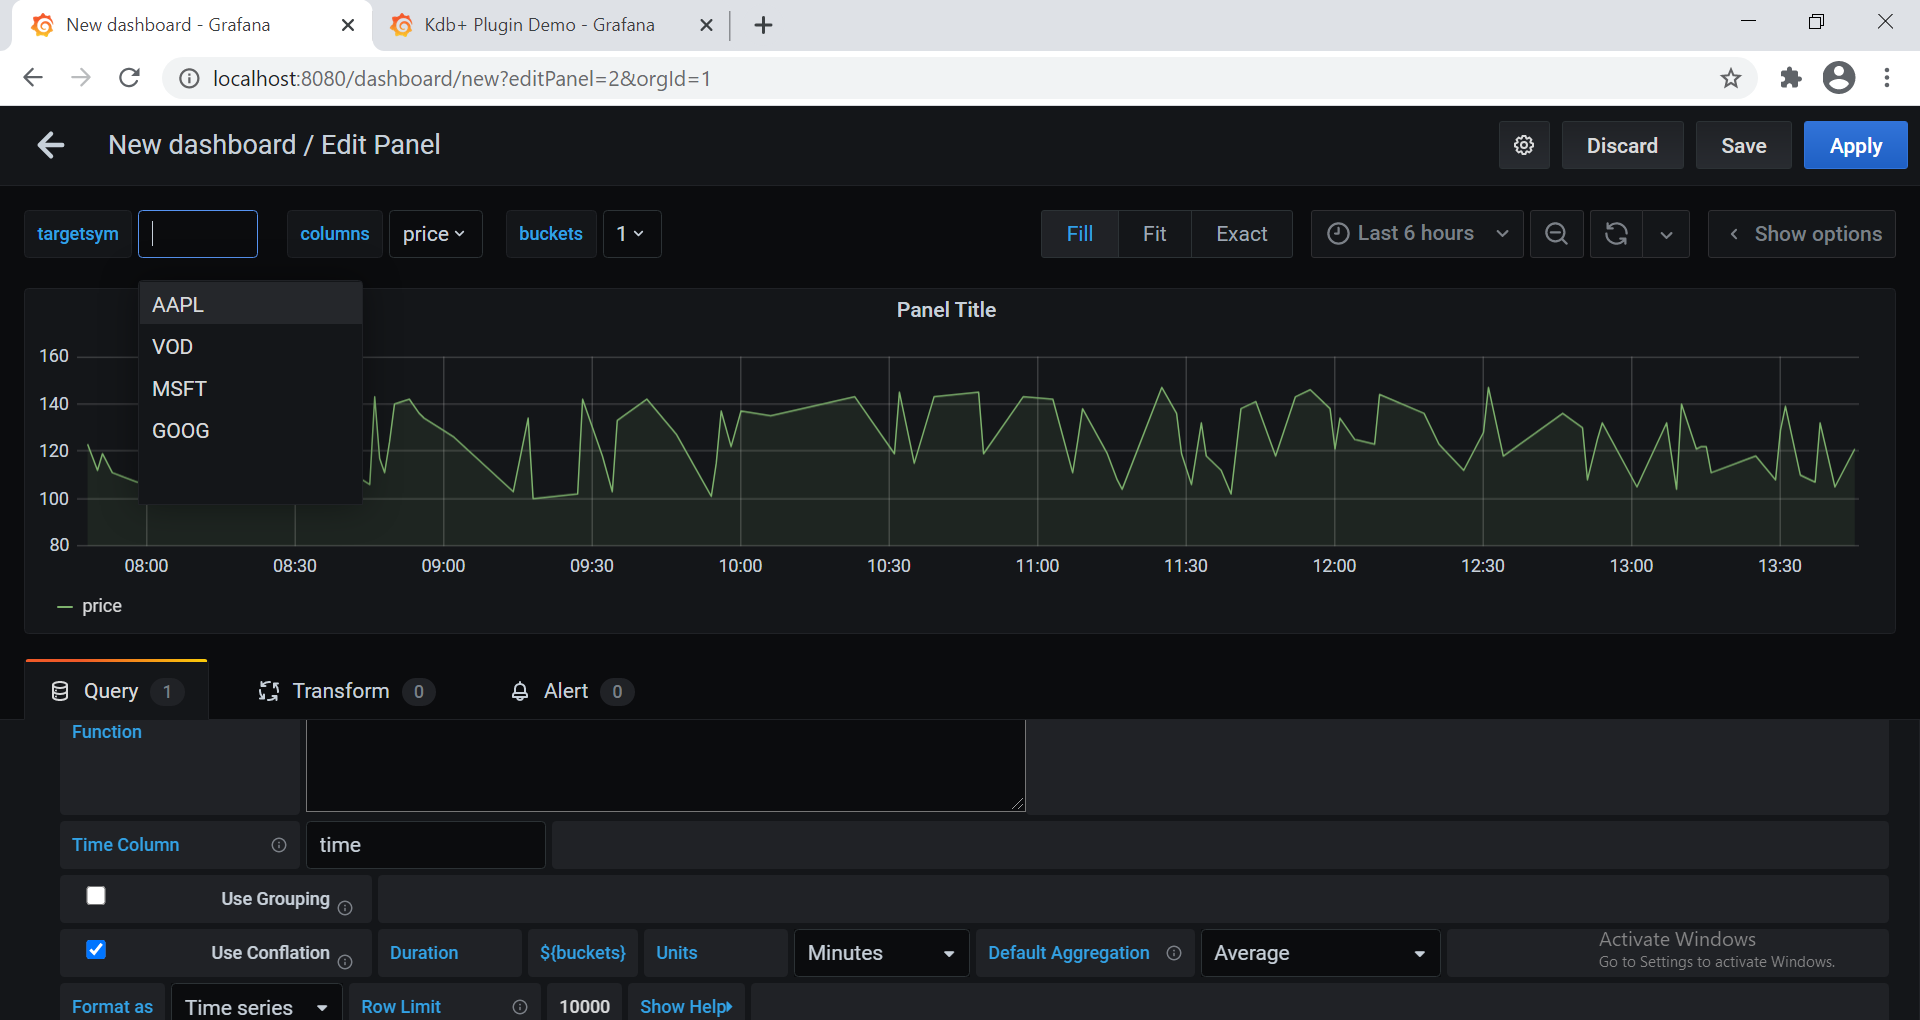 New dashboard - Grafana
Kdb+ Plugin Demo - Grafana
localhost:8080/dashboard/new?editPanel=2&orgId=1
New dashboard / Edit Panel
Discard
Save
Apply
targetsym
columns
price
buckets
1
Fill
Fit
Exact
Last 6 hours
Show options
AAPL
VOD
MSFT
GOOG
Panel Title
160
140
120
100
80
08:00
08:30
09:00
09:30
10:00
10:30
11:00
11:30
12:00
12:30
13:00
13:30
price
Query 1
Transform 0
Alert 0
Function
Time Column
time
Use Grouping
Use Conflation
Duration
${buckets}
Units
Minutes
Default Aggregation
Average
Activate Windows
Go to Settings to activate Windows.
Format as
Time series
Row Limit
10000
Show Help